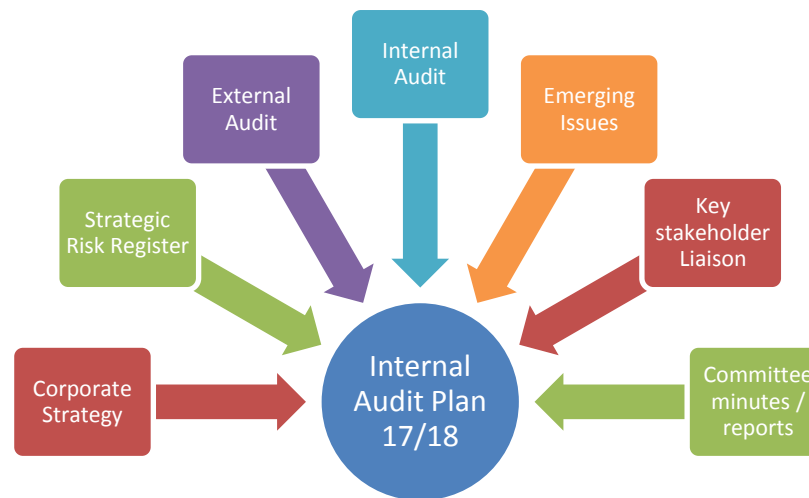 Internal
Audit
External
Audit
Emerging
Issues
Strategic
Risk Register
Key
stakeholder
Liaison
Corporate
Strategy
Internal
Audit Plan
17/18
Committee
minutes /
reports